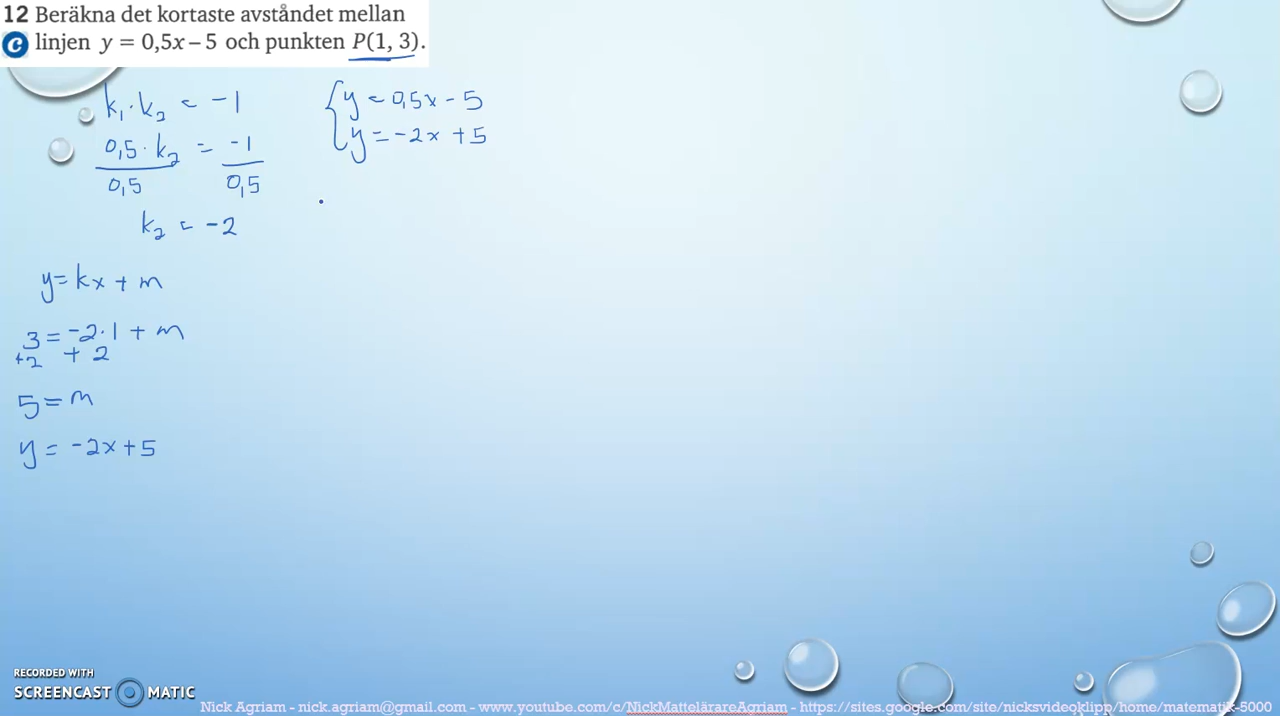 12 Beräkna det kortaste avståndet mellan
C linjen y = 0,5x – 5 och punkten P(1, 3).
k₁·k₂ = -1
0,5·k₂ = -1
0,5 0,5
k₂ = -2
y=kx + m
3=-2·1 + m
+2 +2
5=m
y= -2x+5
{y=0,5x-5
y=-2x+5
RECORDED WITH
SCREENCAST MATIC
Nick Agriam - nick.agriam@gmail.com - www.youtube.com/c/NickMattelärareAgriam - https://sites.google.com/site/nicksvideoklipp/home/matematik-5000